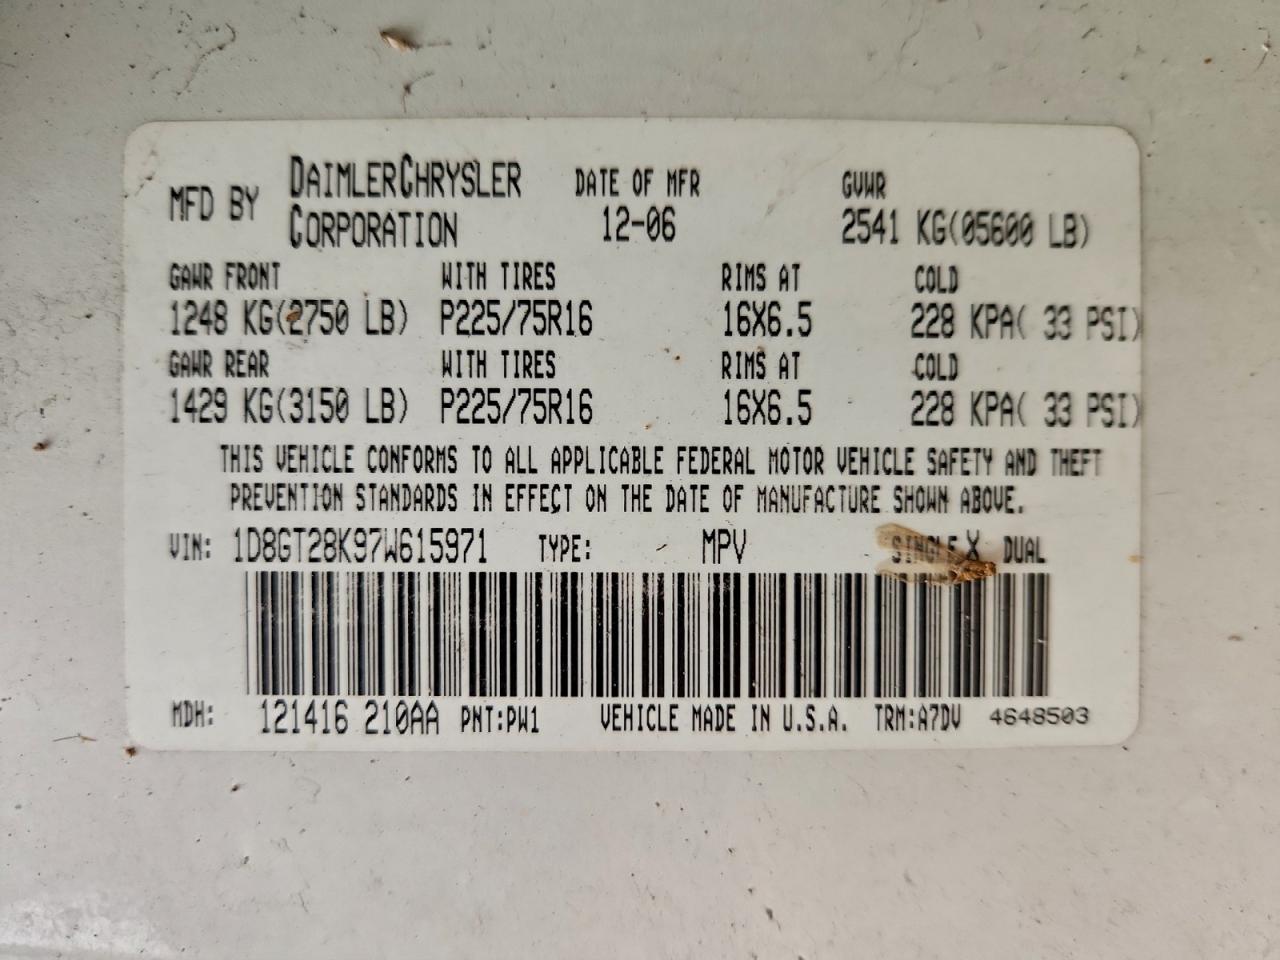 MFD BY DAIMLERCHRYSLER CORPORATION DATE OF MFR 12-06 GVWR 2541 KG(05600 LB)
GAWR FRONT WITH TIRES RIMS AT COLD
1248 KG(2750 LB) P225/75R16 16X6.5 228 KPA( 33 PSI)
GAWR REAR WITH TIRES RIMS AT COLD
1429 KG(3150 LB) P225/75R16 16X6.5 228 KPA( 33 PSI)
THIS VEHICLE CONFORMS TO ALL APPLICABLE FEDERAL MOTOR VEHICLE SAFETY AND THEFT
PREVENTION STANDARDS IN EFFECT ON THE DATE OF MANUFACTURE SHOWN ABOVE.
VIN: 1D8GT28K97W615971 TYPE: MPV SINGLE X DUAL
MDH: 121416 210AA PNT:PW1 VEHICLE MADE IN U.S.A. TRM:A7DV 4648503